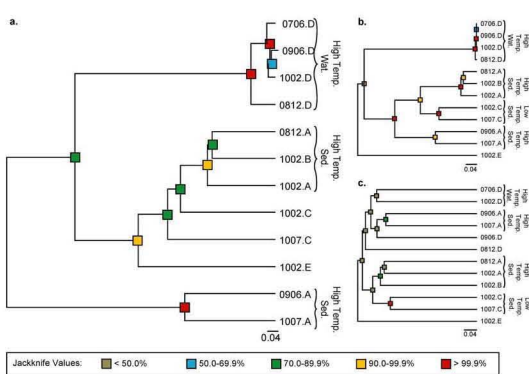 a.
0706.D
0906.D
1002.D
0812.D
High Temp.
Wat.
0812.A
1002.B
1002.A
High Temp.
Sed.
1002.C
1007.C
1002.E
0906.A
1007.A
High Temp.
Sed.
0.04
b.
0706.D
0906.D
1002.D
0812.D
High
Temp.
Wat.
0812.A
1002.B
1002.A
High
Temp.
Sed.
1002.C
1007.C
Low
Temp.
Sed.
0906.A
1007.A
High
Temp.
Sed.
1002.E
0.04
c.
0706.D
1002.D
High
Temp.
Wat.
0906.A
1007.A
High
Temp.
Sed.
0906.D
0812.D
0812.A
1002.A
1002.B
High
Temp.
Sed.
1002.C
1007.C
Low
Temp.
Sed.
1002.E
0.04
Jackknife Values:
< 50.0%
50.0-69.9%
70.0-89.9%
90.0-99.9%
> 99.9%